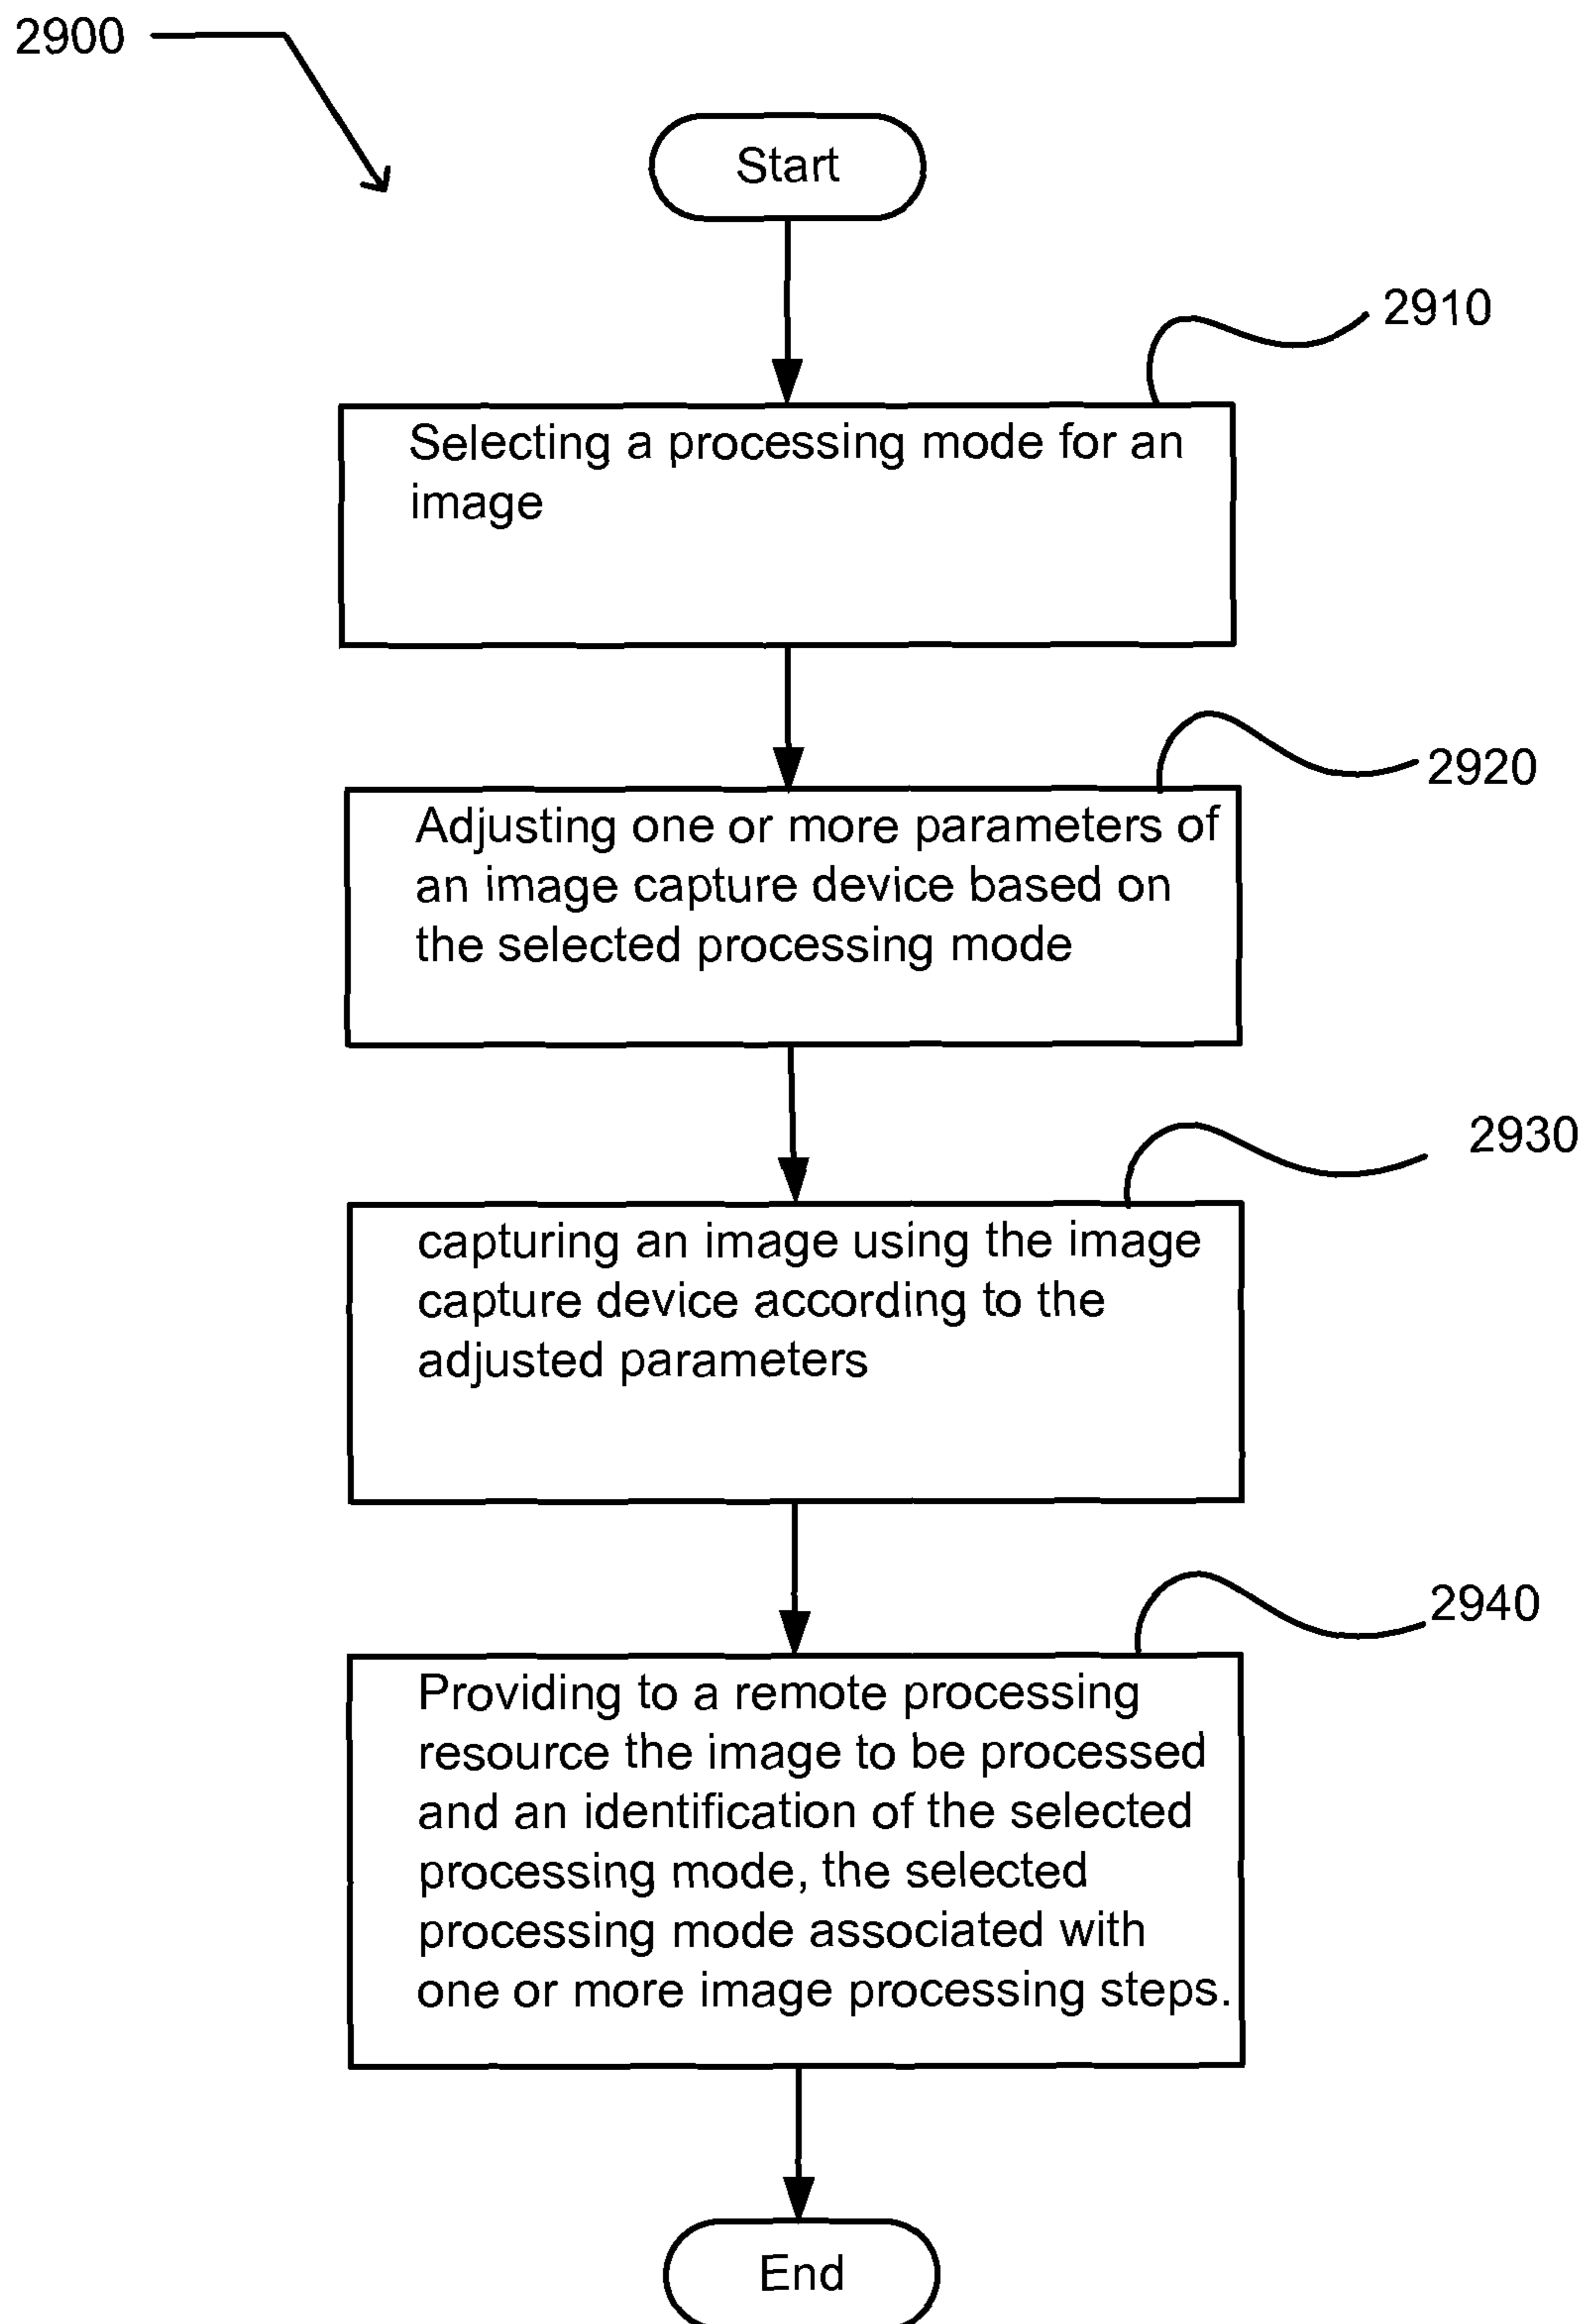 2900
Start
2910
Selecting a processing mode for an
image
2920
Adjusting one or more parameters of
an image capture device based on
the selected processing mode
2930
capturing an image using the image
capture device according to the
adjusted parameters
2940
Providing to a remote processing
resource the image to be processed
and an identification of the selected
processing mode, the selected
processing mode associated with
one or more image processing steps.
End